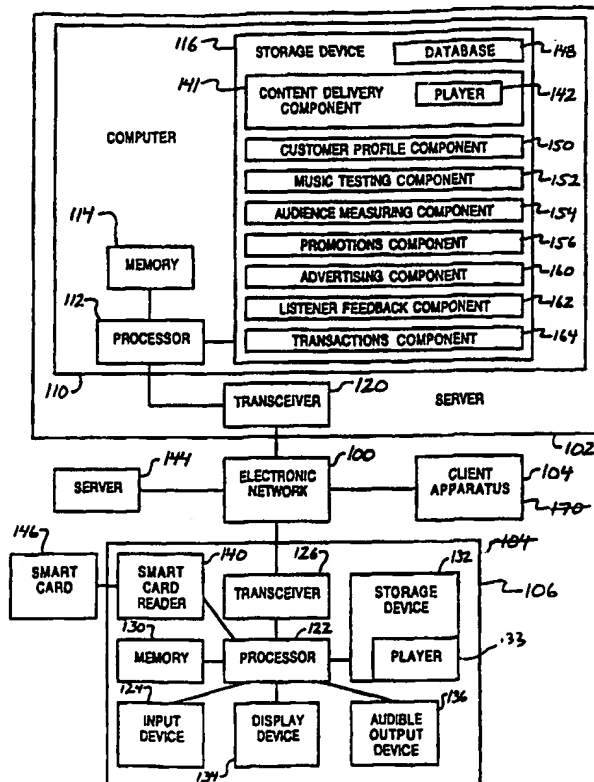 116
STORAGE DEVICE
DATABASE
148
141
CONTENT DELIVERY
COMPONENT
PLAYER
142
COMPUTER
CUSTOMER PROFILE COMPONENT
150
MUSIC TESTING COMPONENT
152
114
AUDIENCE MEASURING COMPONENT
154
MEMORY
PROMOTIONS COMPONENT
156
112
ADVERTISING COMPONENT
160
PROCESSOR
LISTENER FEEDBACK COMPONENT
162
TRANSACTIONS COMPONENT
164
110
120
TRANSCEIVER
SERVER
102
144
100
SERVER
ELECTRONIC
NETWORK
CLIENT
APPARATUS
104
170
146
140
126
132
104
SMART
CARD
SMART
CARD
READER
TRANSCEIVER
STORAGE
DEVICE
106
130
122
MEMORY
PROCESSOR
PLAYER
133
124
136
INPUT
DEVICE
DISPLAY
DEVICE
AUDIBLE
OUTPUT
DEVICE
134